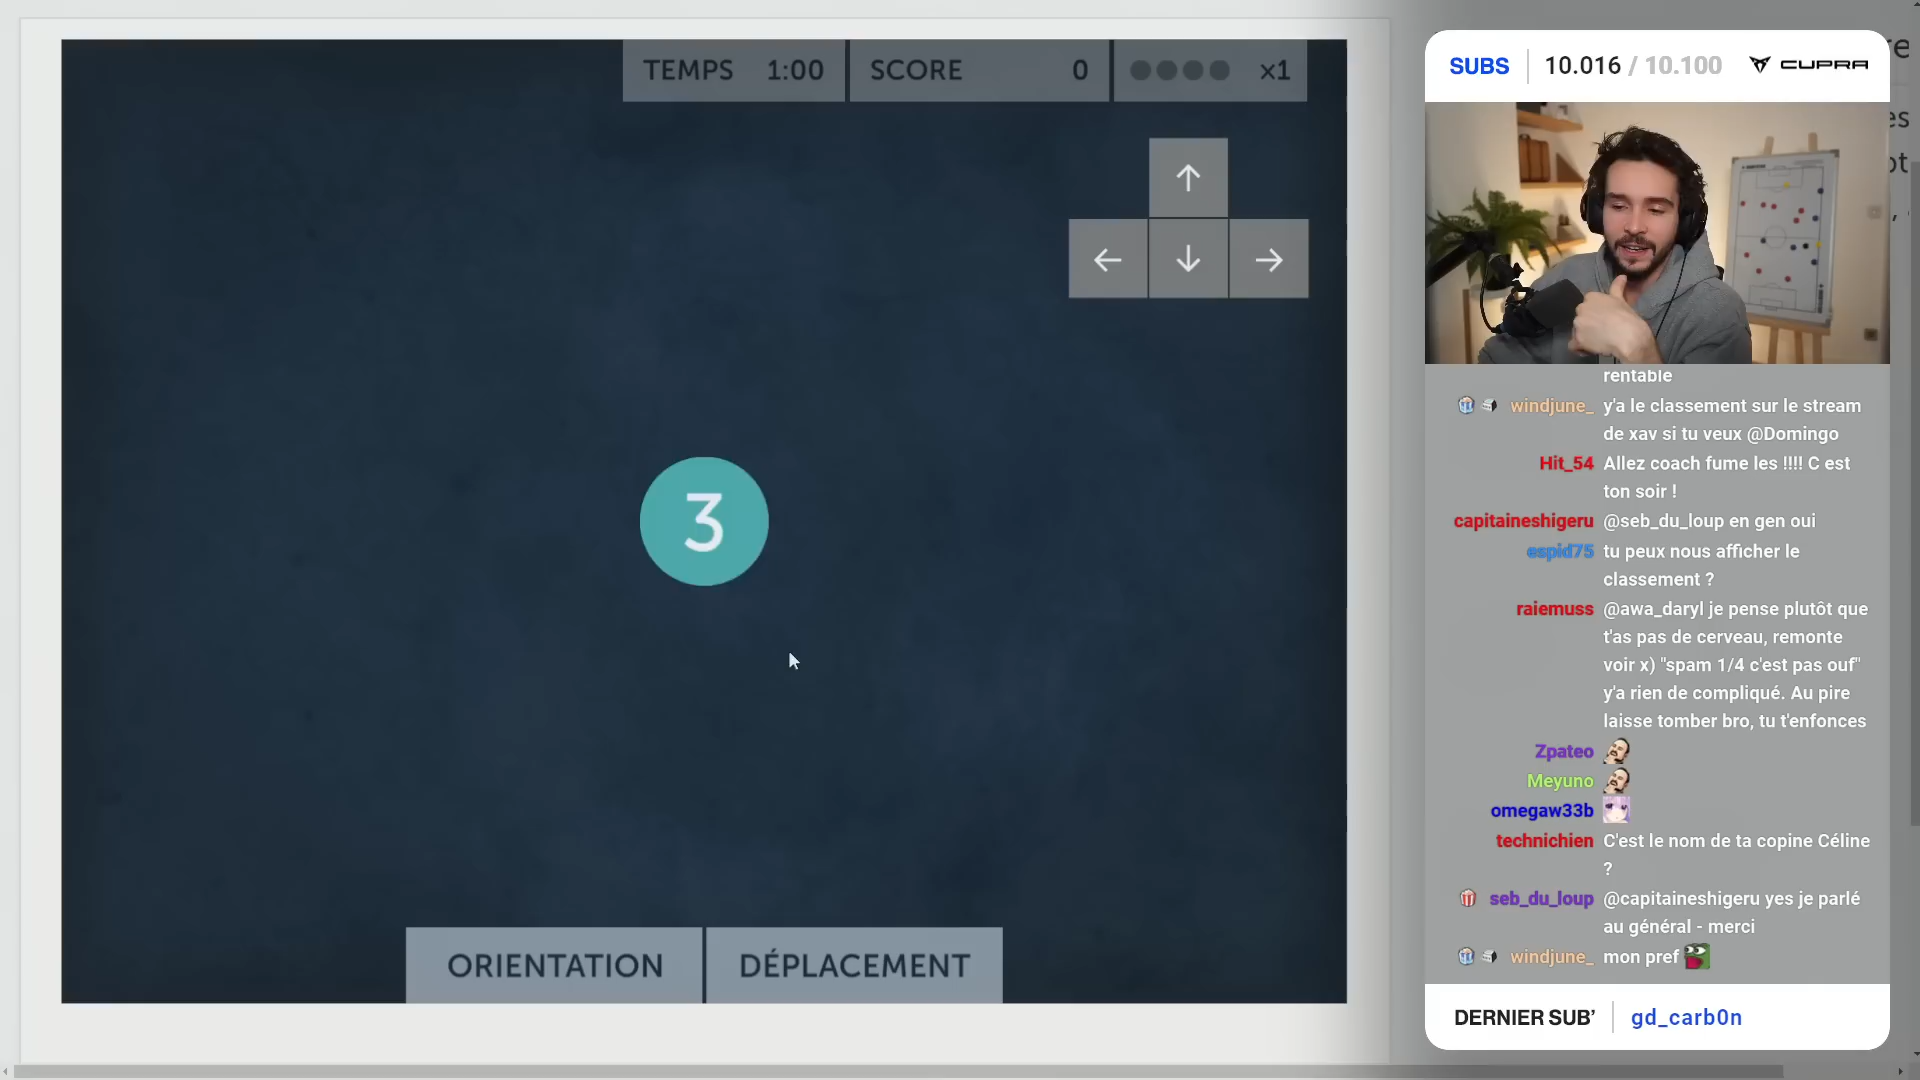 TEMPS 1:00
SCORE 0
x1
3
ORIENTATION
DÉPLACEMENT
SUBS 10.016 / 10.100 CUPRA
rentable
windjune_ y'a le classement sur le stream
de xav si tu veux @Domingo
Hit_54 Allez coach fume les !!!! C est
ton soir !
capitaineshigeru @seb_du_loup en gen oui
espid75 tu peux nous afficher le
classement ?
raiemuss @awa_daryl je pense plutôt que
t'as pas de cerveau, remonte
voir x) "spam 1/4 c'est pas ouf"
y'a rien de compliqué. Au pire
laisse tomber bro, tu t'enfonces
Zpateo
Meyuno
omegaw33b
technichien C'est le nom de ta copine Céline
?
seb_du_loup @capitaineshigeru yes je parlé
au général - merci
windjune_ mon pref
DERNIER SUB' gd_carb0n